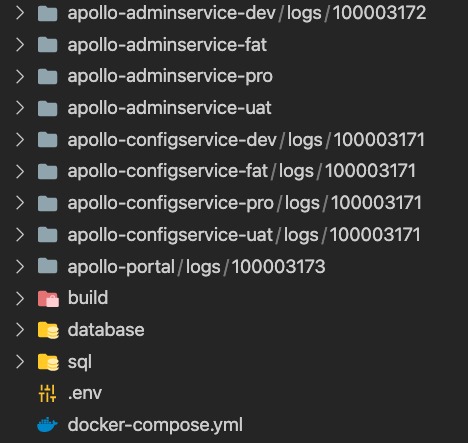 apollo-adminservice-dev/logs/100003172
apollo-adminservice-fat
apollo-adminservice-pro
apollo-adminservice-uat
apollo-configservice-dev/logs/100003171
apollo-configservice-fat/logs/100003171
apollo-configservice-pro/logs/100003171
apollo-configservice-uat/logs/100003171
apollo-portal/logs/100003173
build
database
sql
.env
docker-compose.yml